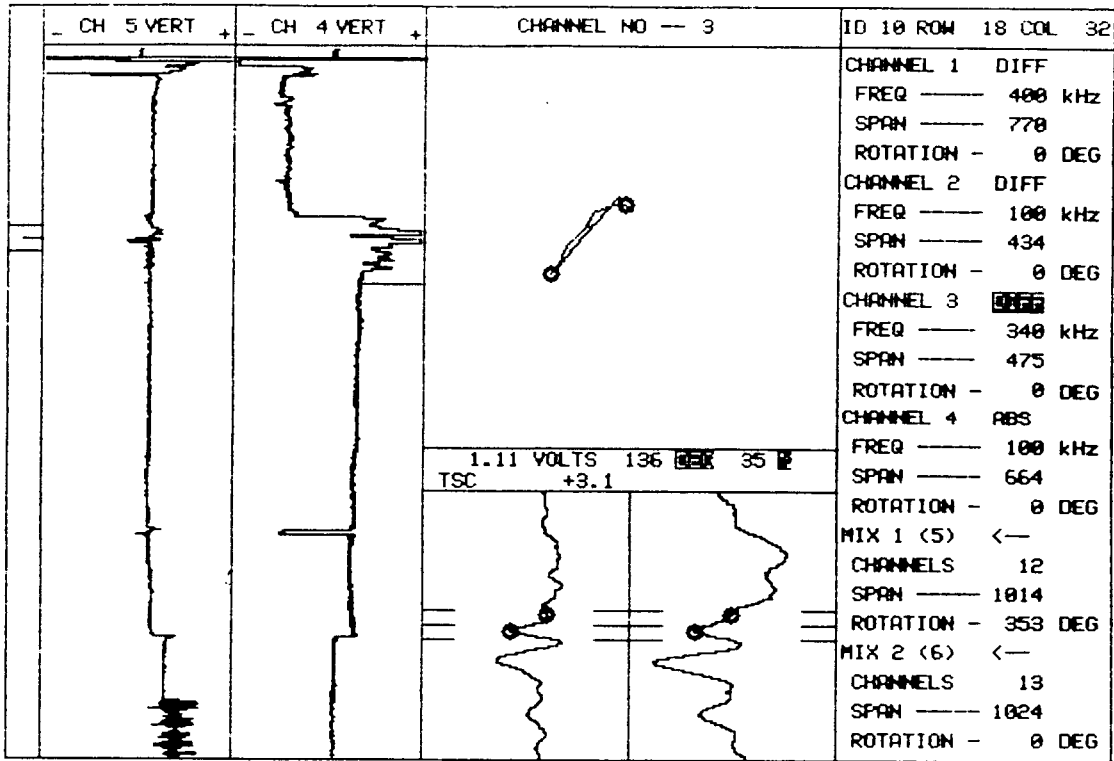 - CH 5 VERT +
- CH 4 VERT +
CHANNEL NO -- 3
ID 10 ROW 18 COL 32
CHANNEL 1 DIFF
FREQ ----- 400 kHz
SPAN ----- 770
ROTATION - 0 DEG
CHANNEL 2 DIFF
FREQ ----- 100 kHz
SPAN ----- 434
ROTATION - 0 DEG
CHANNEL 3 DIFF
FREQ ----- 340 kHz
SPAN ----- 475
ROTATION - 0 DEG
CHANNEL 4 ABS
FREQ ----- 100 kHz
SPAN ----- 664
ROTATION - 0 DEG
MIX 1 (5) <--
CHANNELS 12
SPAN ----- 1014
ROTATION - 353 DEG
MIX 2 (6) <--
CHANNELS 13
SPAN ----- 1024
ROTATION - 0 DEG
1.11 VOLTS 136 35
TSC +3.1